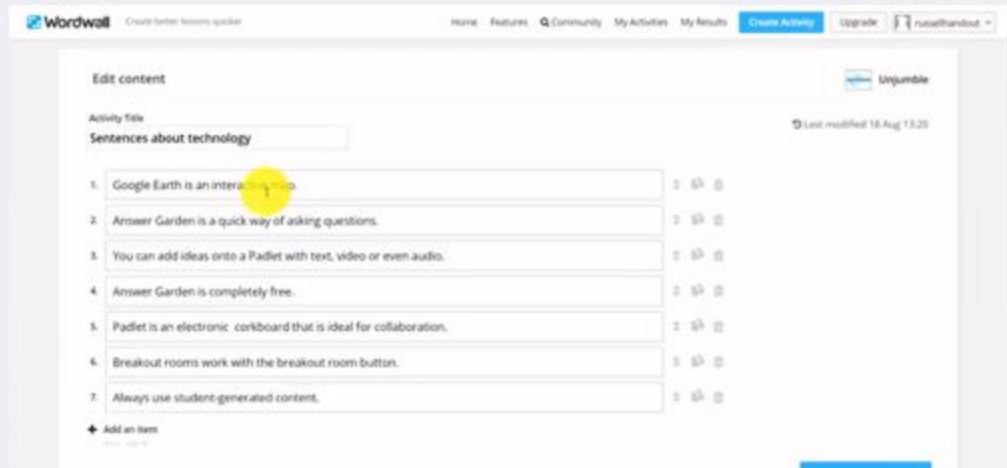 Wordwall Create better lessons quicker Home Features Community My Activities My Results Create Activity Upgrade russelhandout
Edit content Unjumble
Activity Title
Last modified 18 Aug 13:20
Sentences about technology
1. Google Earth is an interactive map.
2. Answer Garden is a quick way of asking questions.
3. You can add ideas onto a Padlet with text, video or even audio.
4. Answer Garden is completely free.
5. Padlet is an electronic corkboard that is ideal for collaboration.
6. Breakout rooms work with the breakout room button.
7. Always use student-generated content.
Add an item